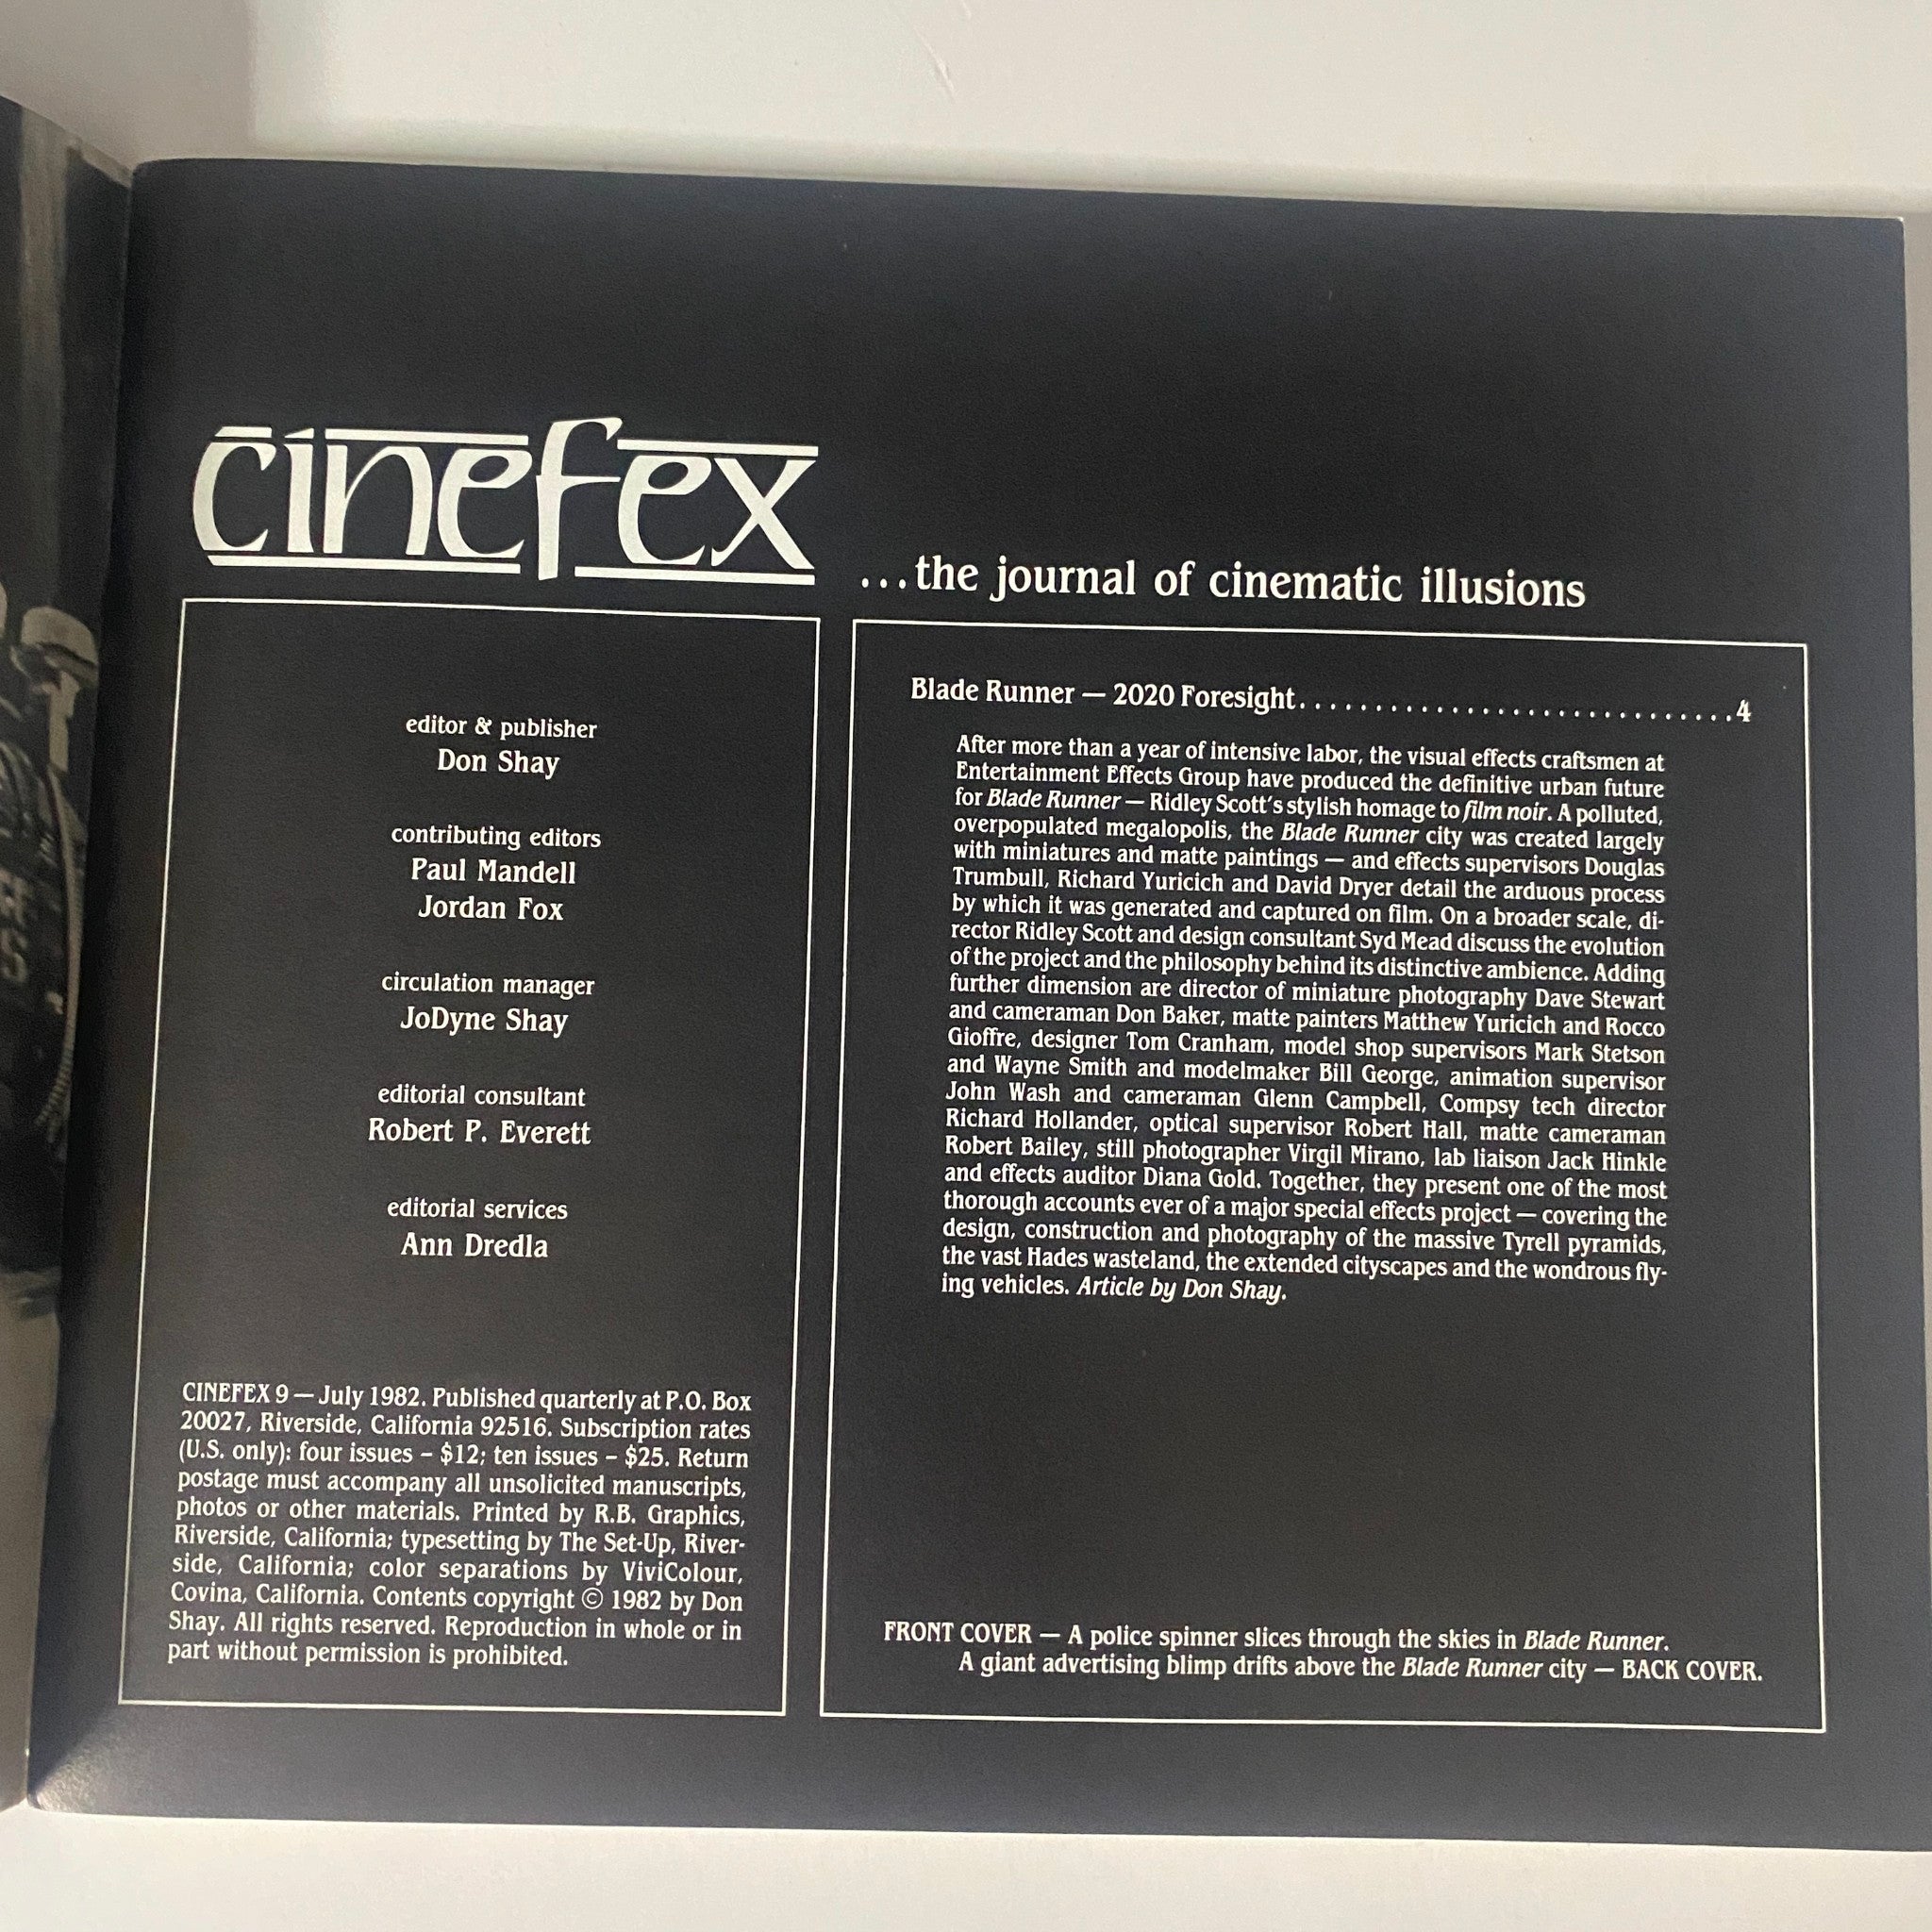 cinefex
...the journal of cinematic illusions
editor & publisher
Don Shay
contributing editors
Paul Mandell
Jordan Fox
circulation manager
JoDyne Shay
editorial consultant
Robert P. Everett
editorial services
Ann Dredla
CINEFEX 9 — July 1982. Published quarterly at P.O. Box
20027, Riverside, California 92516. Subscription rates
(U.S. only): four issues – $12; ten issues – $25. Return
postage must accompany all unsolicited manuscripts,
photos or other materials. Printed by R.B. Graphics,
Riverside, California; typesetting by The Set-Up, River-
side, California; color separations by ViviColour,
Covina, California. Contents copyright © 1982 by Don
Shay. All rights reserved. Reproduction in whole or in
part without permission is prohibited.
Blade Runner — 2020 Foresight..............................4
After more than a year of intensive labor, the visual effects craftsmen at
Entertainment Effects Group have produced the definitive urban future
for Blade Runner — Ridley Scott's stylish homage to film noir. A polluted,
overpopulated megalopolis, the Blade Runner city was created largely
with miniatures and matte paintings — and effects supervisors Douglas
Trumbull, Richard Yuricich and David Dryer detail the arduous process
by which it was generated and captured on film. On a broader scale, di-
rector Ridley Scott and design consultant Syd Mead discuss the evolution
of the project and the philosophy behind its distinctive ambience. Adding
further dimension are director of miniature photography Dave Stewart
and cameraman Don Baker, matte painters Matthew Yuricich and Rocco
Gioffre, designer Tom Cranham, model shop supervisors Mark Stetson
and Wayne Smith and modelmaker Bill George, animation supervisor
John Wash and cameraman Glenn Campbell, Compsy tech director
Richard Hollander, optical supervisor Robert Hall, matte cameraman
Robert Bailey, still photographer Virgil Mirano, lab liaison Jack Hinkle
and effects auditor Diana Gold. Together, they present one of the most
thorough accounts ever of a major special effects project — covering the
design, construction and photography of the massive Tyrell pyramids,
the vast Hades wasteland, the extended cityscapes and the wondrous fly-
ing vehicles. Article by Don Shay.
FRONT COVER — A police spinner slices through the skies in Blade Runner.
A giant advertising blimp drifts above the Blade Runner city — BACK COVER.